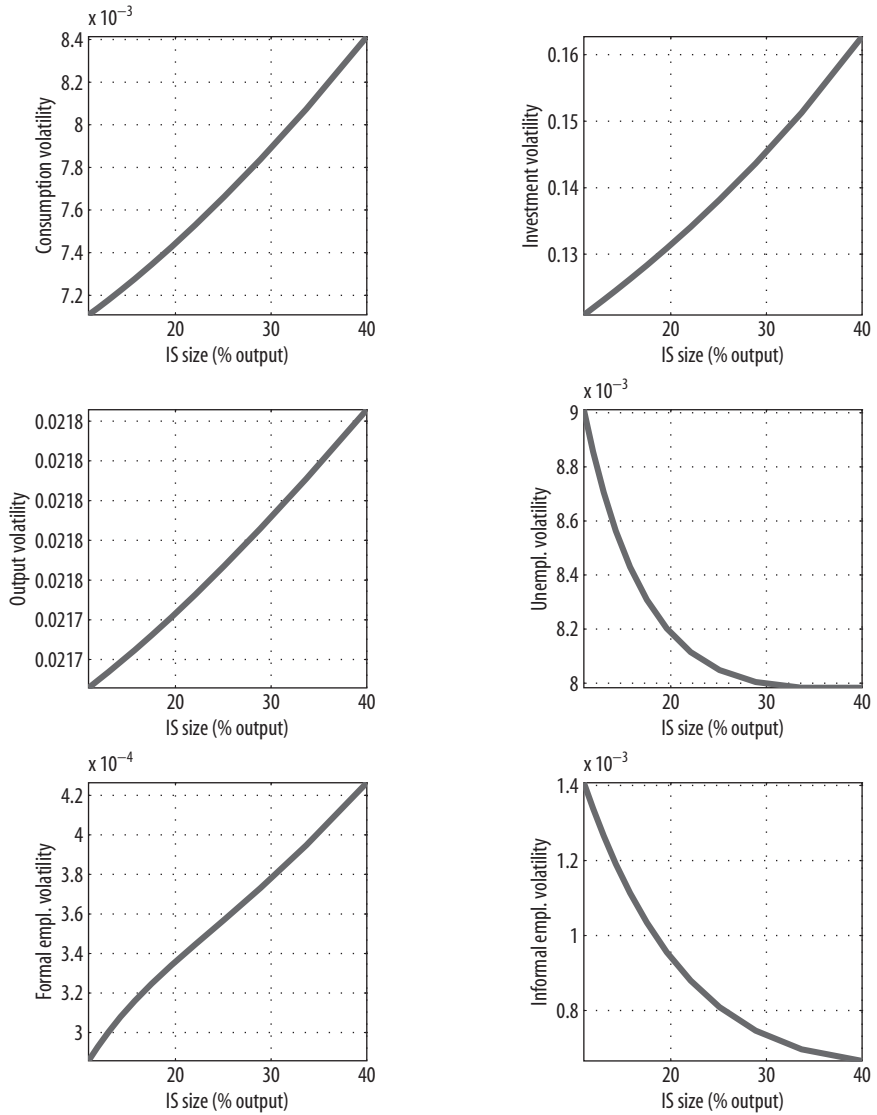 x 10⁻³
8.4
8.2
8
7.8
7.6
7.4
7.2
Consumption volatility
20 30 40
IS size (% output)
0.16
0.15
0.14
0.13
Investment volatility
20 30 40
IS size (% output)
0.0218
0.0218
0.0218
0.0218
0.0218
0.0217
0.0217
Output volatility
20 30 40
IS size (% output)
x 10⁻³
9
8.8
8.6
8.4
8.2
8
Unempl. volatility
20 30 40
IS size (% output)
x 10⁻⁴
4.2
4
3.8
3.6
3.4
3.2
3
Formal empl. volatility
20 30 40
IS size (% output)
x 10⁻³
1.4
1.2
1
0.8
Informal empl. volatility
20 30 40
IS size (% output)